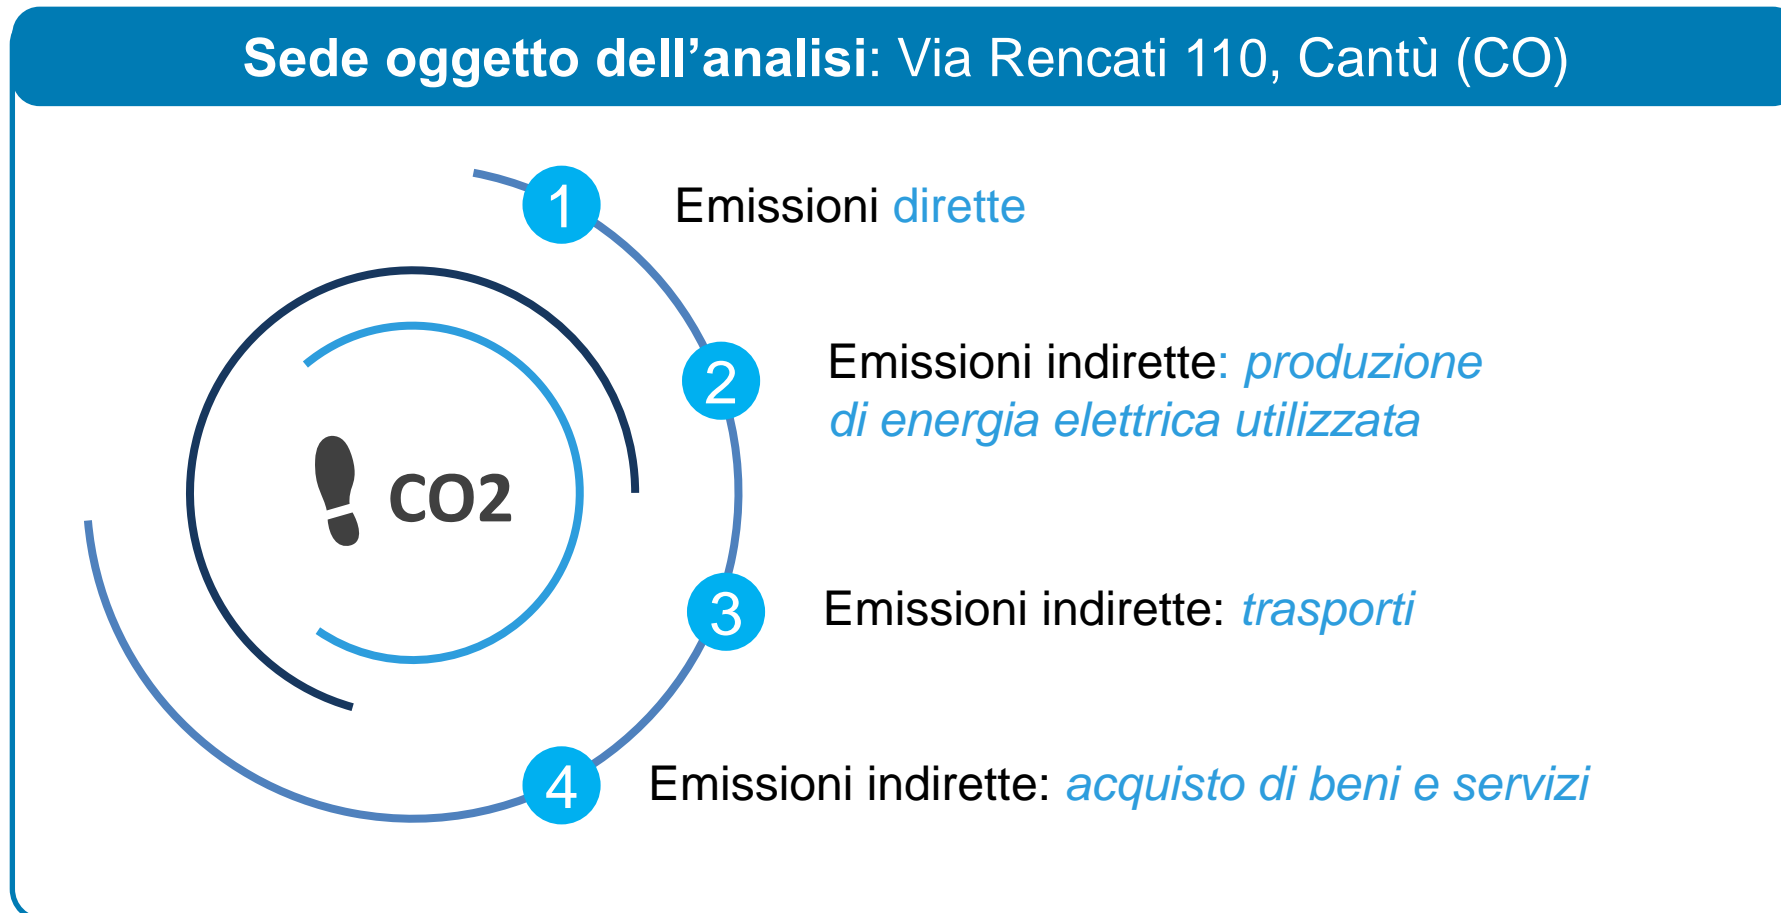 Sede oggetto dell’analisi: Via Rencati 110, Cantù (CO)
1
Emissioni dirette
2
Emissioni indirette: produzione
di energia elettrica utilizzata
CO2
3
Emissioni indirette: trasporti
4
Emissioni indirette: acquisto di beni e servizi